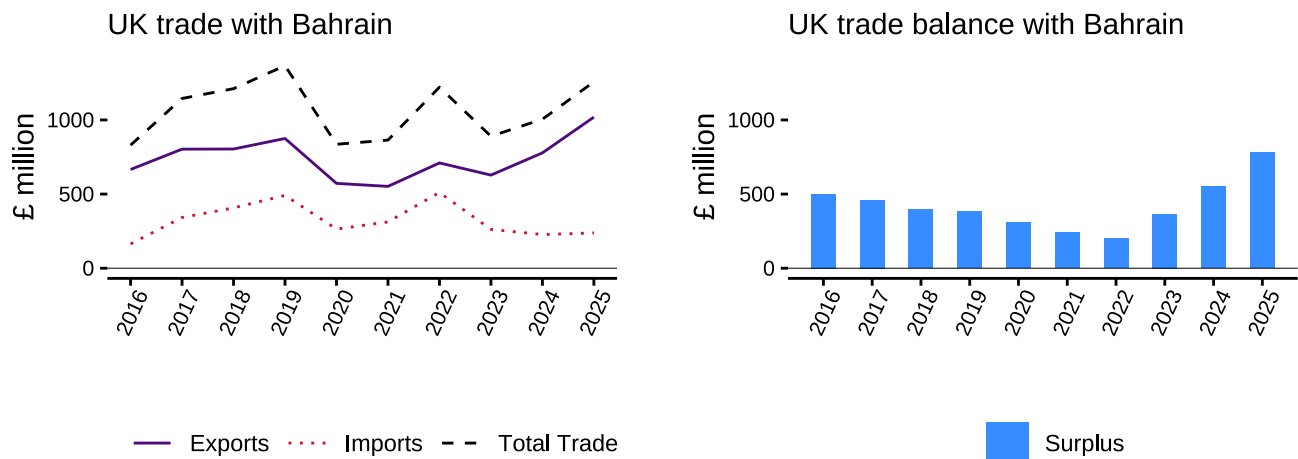 UK trade with Bahrain
£ million
1000
500
0
2016 2017 2018 2019 2020 2021 2022 2023 2024 2025
Exports Imports Total Trade
UK trade balance with Bahrain
£ million
1000
500
0
2016 2017 2018 2019 2020 2021 2022 2023 2024 2025
Surplus